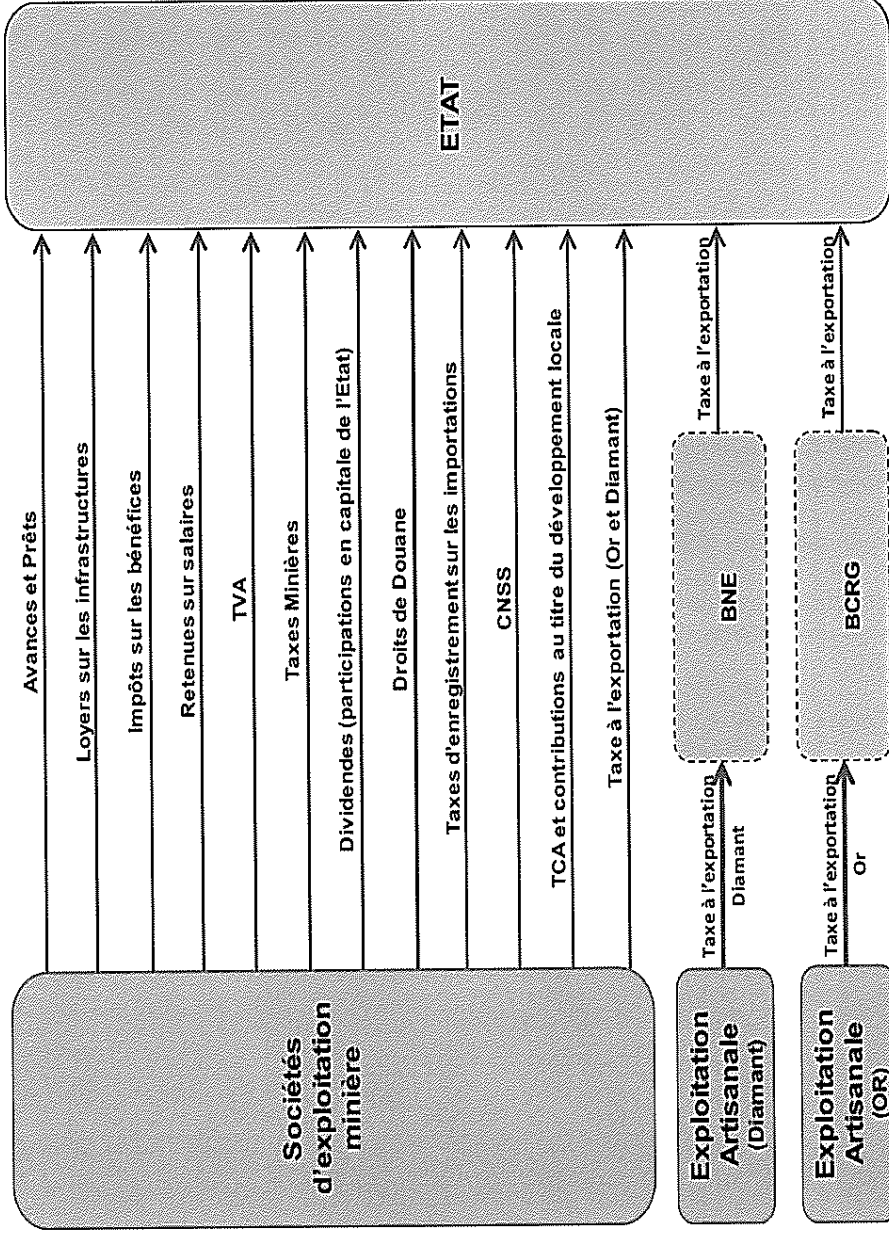 Sociétés
d'exploitation
minière
Avances et Prêts
Loyers sur les infrastructures
Impôts sur les bénéfices
Retenues sur salaires
TVA
Taxes Minières
Dividendes (participations en capitale de l'Etat)
Droits de Douane
Taxes d'enregistrement sur les importations
CNSS
TCA et contributions au titre du développement locale
Taxe à l'exportation (Or et Diamant)
ETAT
Exploitation
Artisanale
(Diamant)
Taxe à l'exportation
Diamant
BNE
Taxe à l'exportation
Exploitation
Artisanale
(OR)
Taxe à l'exportation
Or
BCRG
Taxe à l'exportation